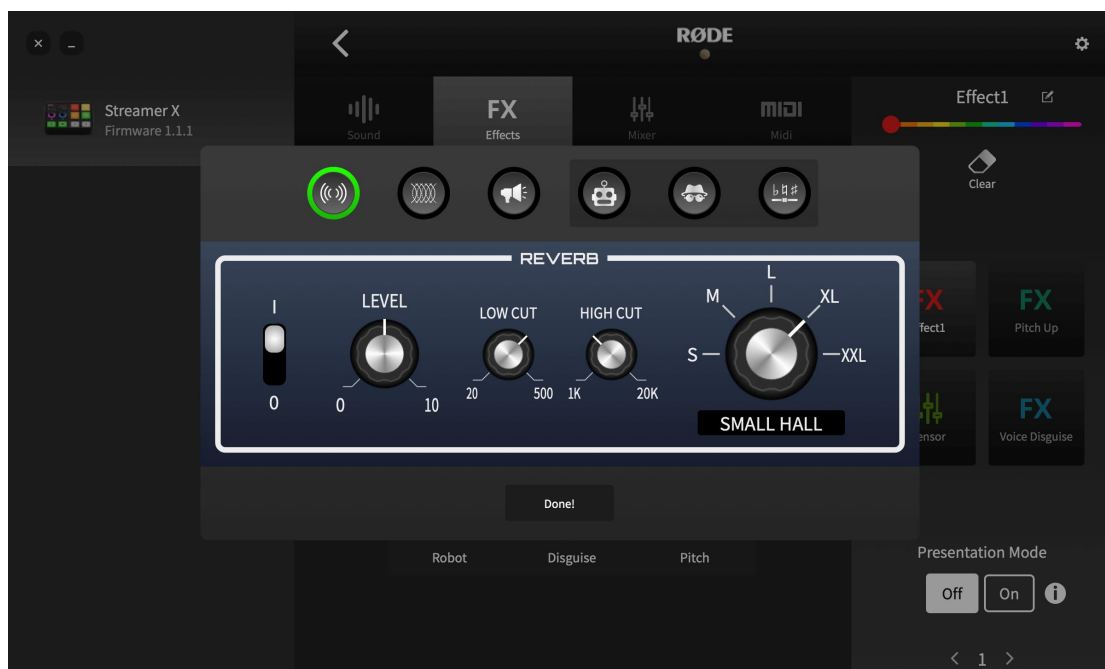 RØDE
Streamer X
Firmware 1.1.1
Sound
FX
Effects
Mixer
MIDI
Midi
Effect1
Clear
REVERB
I
0
LEVEL
0
10
LOW CUT
20
500
HIGH CUT
1K
20K
S
M
L
XL
XXL
SMALL HALL
Done!
FX
FX
Pitch Up
FX
Voice Disguise
Robot
Disguise
Pitch
Presentation Mode
Off
On
1